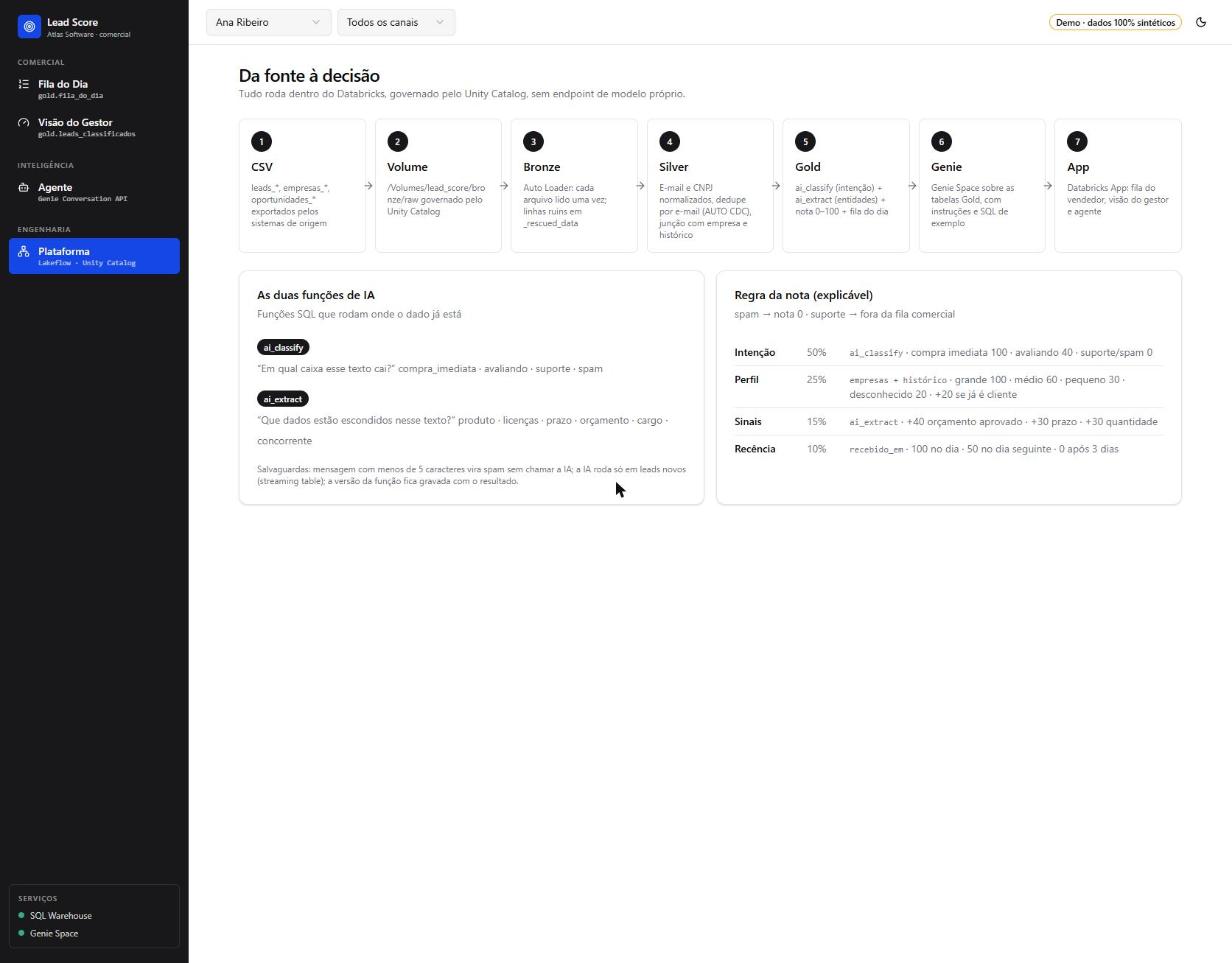 Lead Score
Atlas Software · comercial
COMERCIAL
Fila do Dia
gold.fila_do_dia
Visão do Gestor
gold.leads_classificados
INTELIGÊNCIA
Agente
Genie Conversation API
ENGENHARIA
Plataforma
Lakeflow · Unity Catalog
SERVIÇOS
SQL Warehouse
Genie Space
Ana Ribeiro
Todos os canais
Demo · dados 100% sintéticos
Da fonte à decisão
Tudo roda dentro do Databricks, governado pelo Unity Catalog, sem endpoint de modelo próprio.
1
CSV
leads_*, empresas_*,
oportunidades_*
exportados pelos
sistemas de origem
2
Volume
/Volumes/lead_score/bro
nze/raw governado pelo
Unity Catalog
3
Bronze
Auto Loader: cada
arquivo lido uma vez;
linhas ruins em
_rescued_data
4
Silver
E-mail e CNPJ
normalizados, dedupe
por e-mail (AUTO CDC),
junção com empresa e
histórico
5
Gold
ai_classify (intenção) +
ai_extract (entidades) +
nota 0–100 + fila do dia
6
Genie
Genie Space sobre as
tabelas Gold, com
instruções e SQL de
exemplo
7
App
Databricks App: fila do
vendedor, visão do gestor
e agente
As duas funções de IA
Funções SQL que rodam onde o dado já está
ai_classify
“Em qual caixa esse texto cai?” compra_imediata · avaliando · suporte · spam
ai_extract
“Que dados estão escondidos nesse texto?” produto · licenças · prazo · orçamento · cargo ·
concorrente
Salvaguardas: mensagem com menos de 5 caracteres vira spam sem chamar a IA; a IA roda só em leads novos
(streaming table); a versão da função fica gravada com o resultado.
Regra da nota (explicável)
spam → nota 0 · suporte → fora da fila comercial
Intenção 50% ai_classify · compra imediata 100 · avaliando 40 · suporte/spam 0
Perfil 25% empresas + histórico · grande 100 · médio 60 · pequeno 30 ·
desconhecido 20 · +20 se já é cliente
Sinais 15% ai_extract · +40 orçamento aprovado · +30 prazo · +30 quantidade
Recência 10% recebido_em · 100 no dia · 50 no dia seguinte · 0 após 3 dias